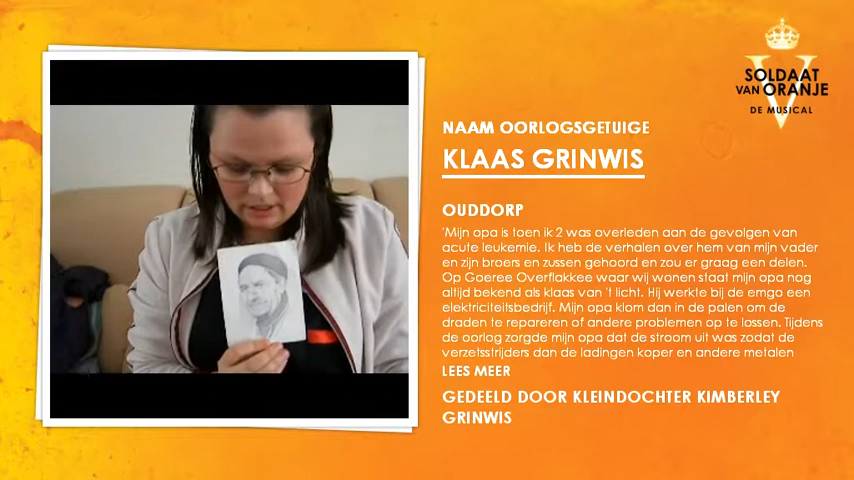 SOLDAAT
VAN ORANJE
DE MUSICAL
NAAM OORLOGSGETUIGE
KLAAS GRINWIS
OUDDORP
'Mijn opa is toen ik 2 was overleden aan de gevolgen van
acute leukemie. Ik heb de verhalen over hem van mijn vader
en zijn broers en zussen gehoord en zou er graag een delen.
Op Goeree Overflakkee waar wij wonen staat mijn opa nog
altijd bekend als klaas van 't licht. Hij werkte bij de emgo een
elektriciteitsbedrijf. Mijn opa klom dan in de palen om de
draden te repareren of andere problemen op te lossen. Tijdens
de oorlog zorgde mijn opa dat de stroom uit was zodat de
verzetsstrijders dan de ladingen koper en andere metalen
LEES MEER
GEDEELD DOOR KLEINDOCHTER KIMBERLEY
GRINWIS